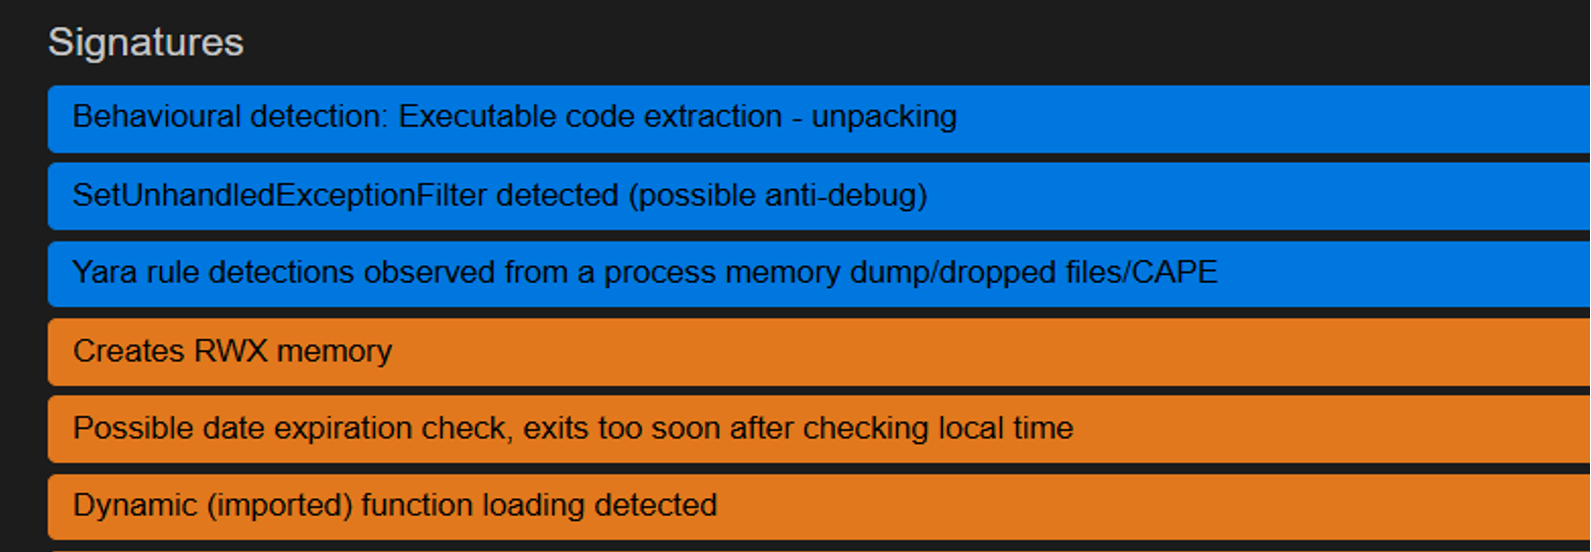 Signatures
Behavioural detection: Executable code extraction - unpacking
SetUnhandledExceptionFilter detected (possible anti-debug)
Yara rule detections observed from a process memory dump/dropped files/CAPE
Creates RWX memory
Possible date expiration check, exits too soon after checking local time
Dynamic (imported) function loading detected